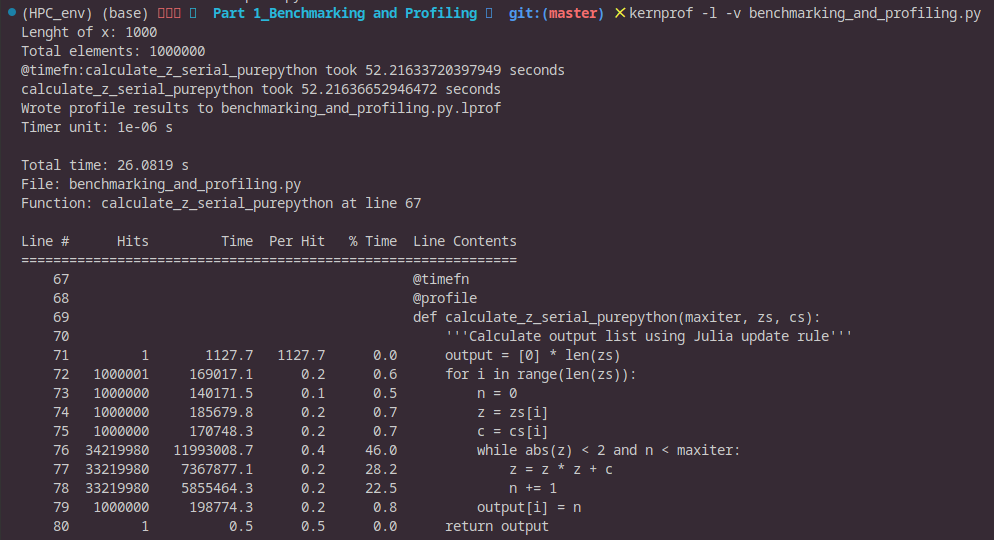 (HPC_env) (base) Part 1_Benchmarking and Profiling git:(master) ✗ kernprof -l -v benchmarking_and_profiling.py
Lenght of x: 1000
Total elements: 1000000
@timefn:calculate_z_serial_purepython took 52.21633720397949 seconds
calculate_z_serial_purepython took 52.21636652946472 seconds
Wrote profile results to benchmarking_and_profiling.py.lprof
Timer unit: 1e-06 s

Total time: 26.0819 s
File: benchmarking_and_profiling.py
Function: calculate_z_serial_purepython at line 67

Line #      Hits         Time  Per Hit   % Time  Line Contents
==============================================================
    67                                           @timefn
    68                                           @profile
    69                                           def calculate_z_serial_purepython(maxiter, zs, cs):
    70                                               '''Calculate output list using Julia update rule'''
    71         1       1127.7   1127.7      0.0      output = [0] * len(zs)
    72   1000001     169017.1      0.2      0.6      for i in range(len(zs)):
    73   1000000     140171.5      0.1      0.5          n = 0
    74   1000000     185679.8      0.2      0.7          z = zs[i]
    75   1000000     170748.3      0.2      0.7          c = cs[i]
    76  34219980   11993008.7      0.4     46.0          while abs(z) < 2 and n < maxiter:
    77  33219980    7367877.1      0.2     28.2              z = z * z + c
    78  33219980    5855464.3      0.2     22.5              n += 1
    79   1000000     198774.3      0.2      0.8          output[i] = n
    80         1          0.5      0.5      0.0      return output